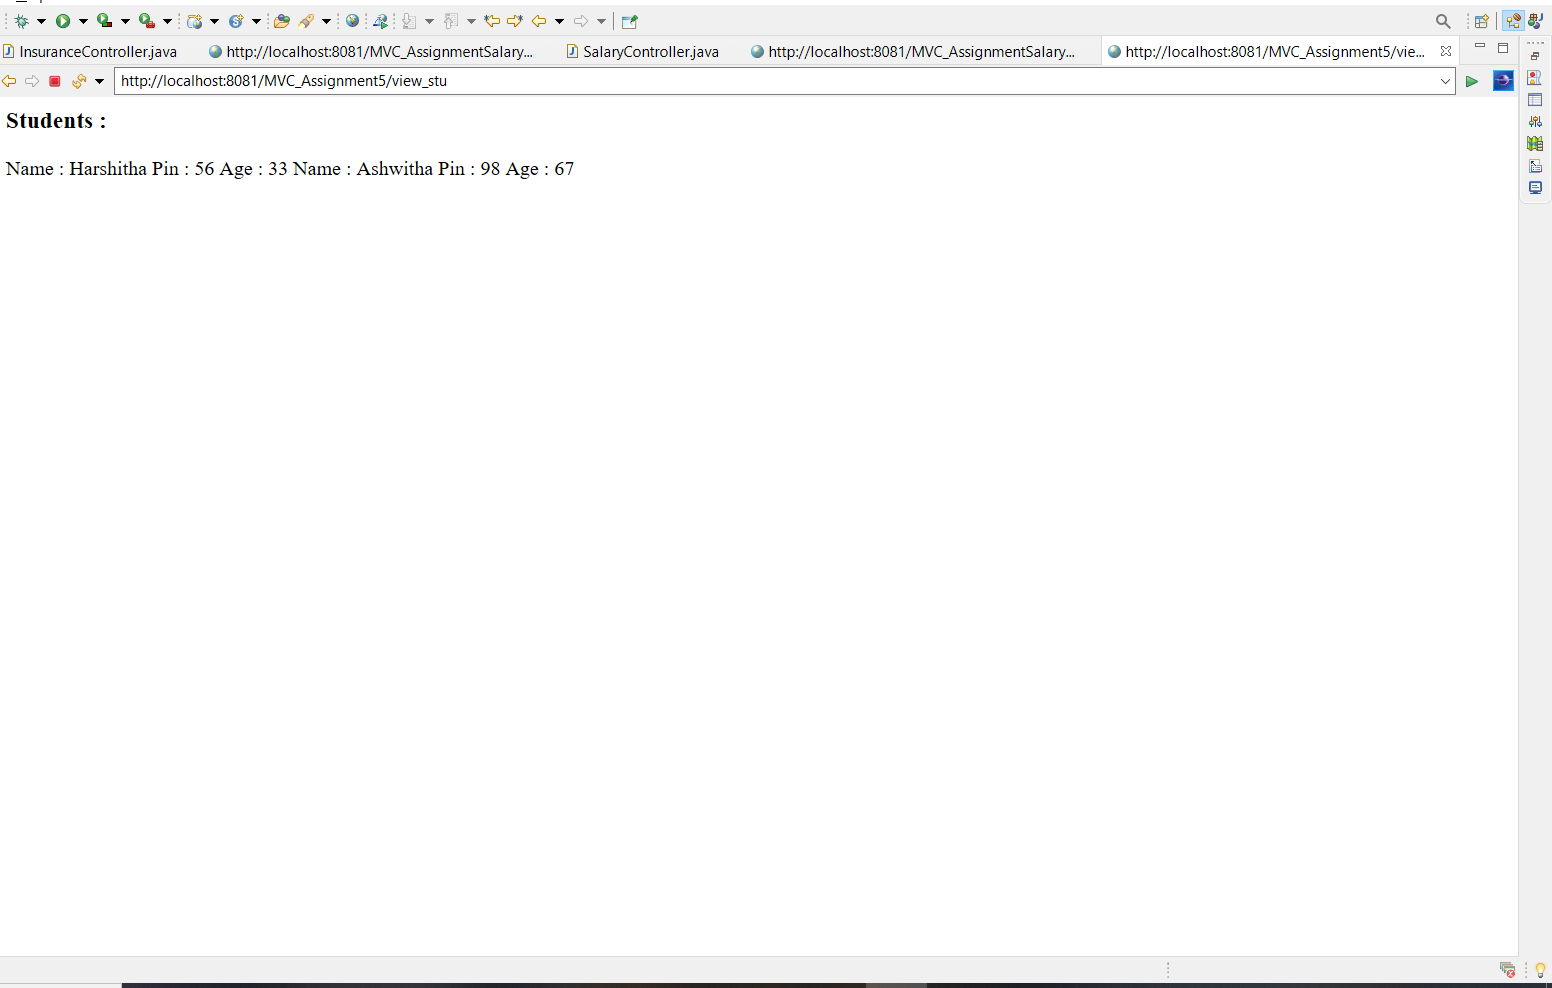 InsuranceController.java http://localhost:8081/MVC_AssignmentSalary... SalaryController.java http://localhost:8081/MVC_AssignmentSalary... http://localhost:8081/MVC_Assignment5/vie...
http://localhost:8081/MVC_Assignment5/view_stu
Students :
Name : Harshitha Pin : 56 Age : 33 Name : Ashwitha Pin : 98 Age : 67